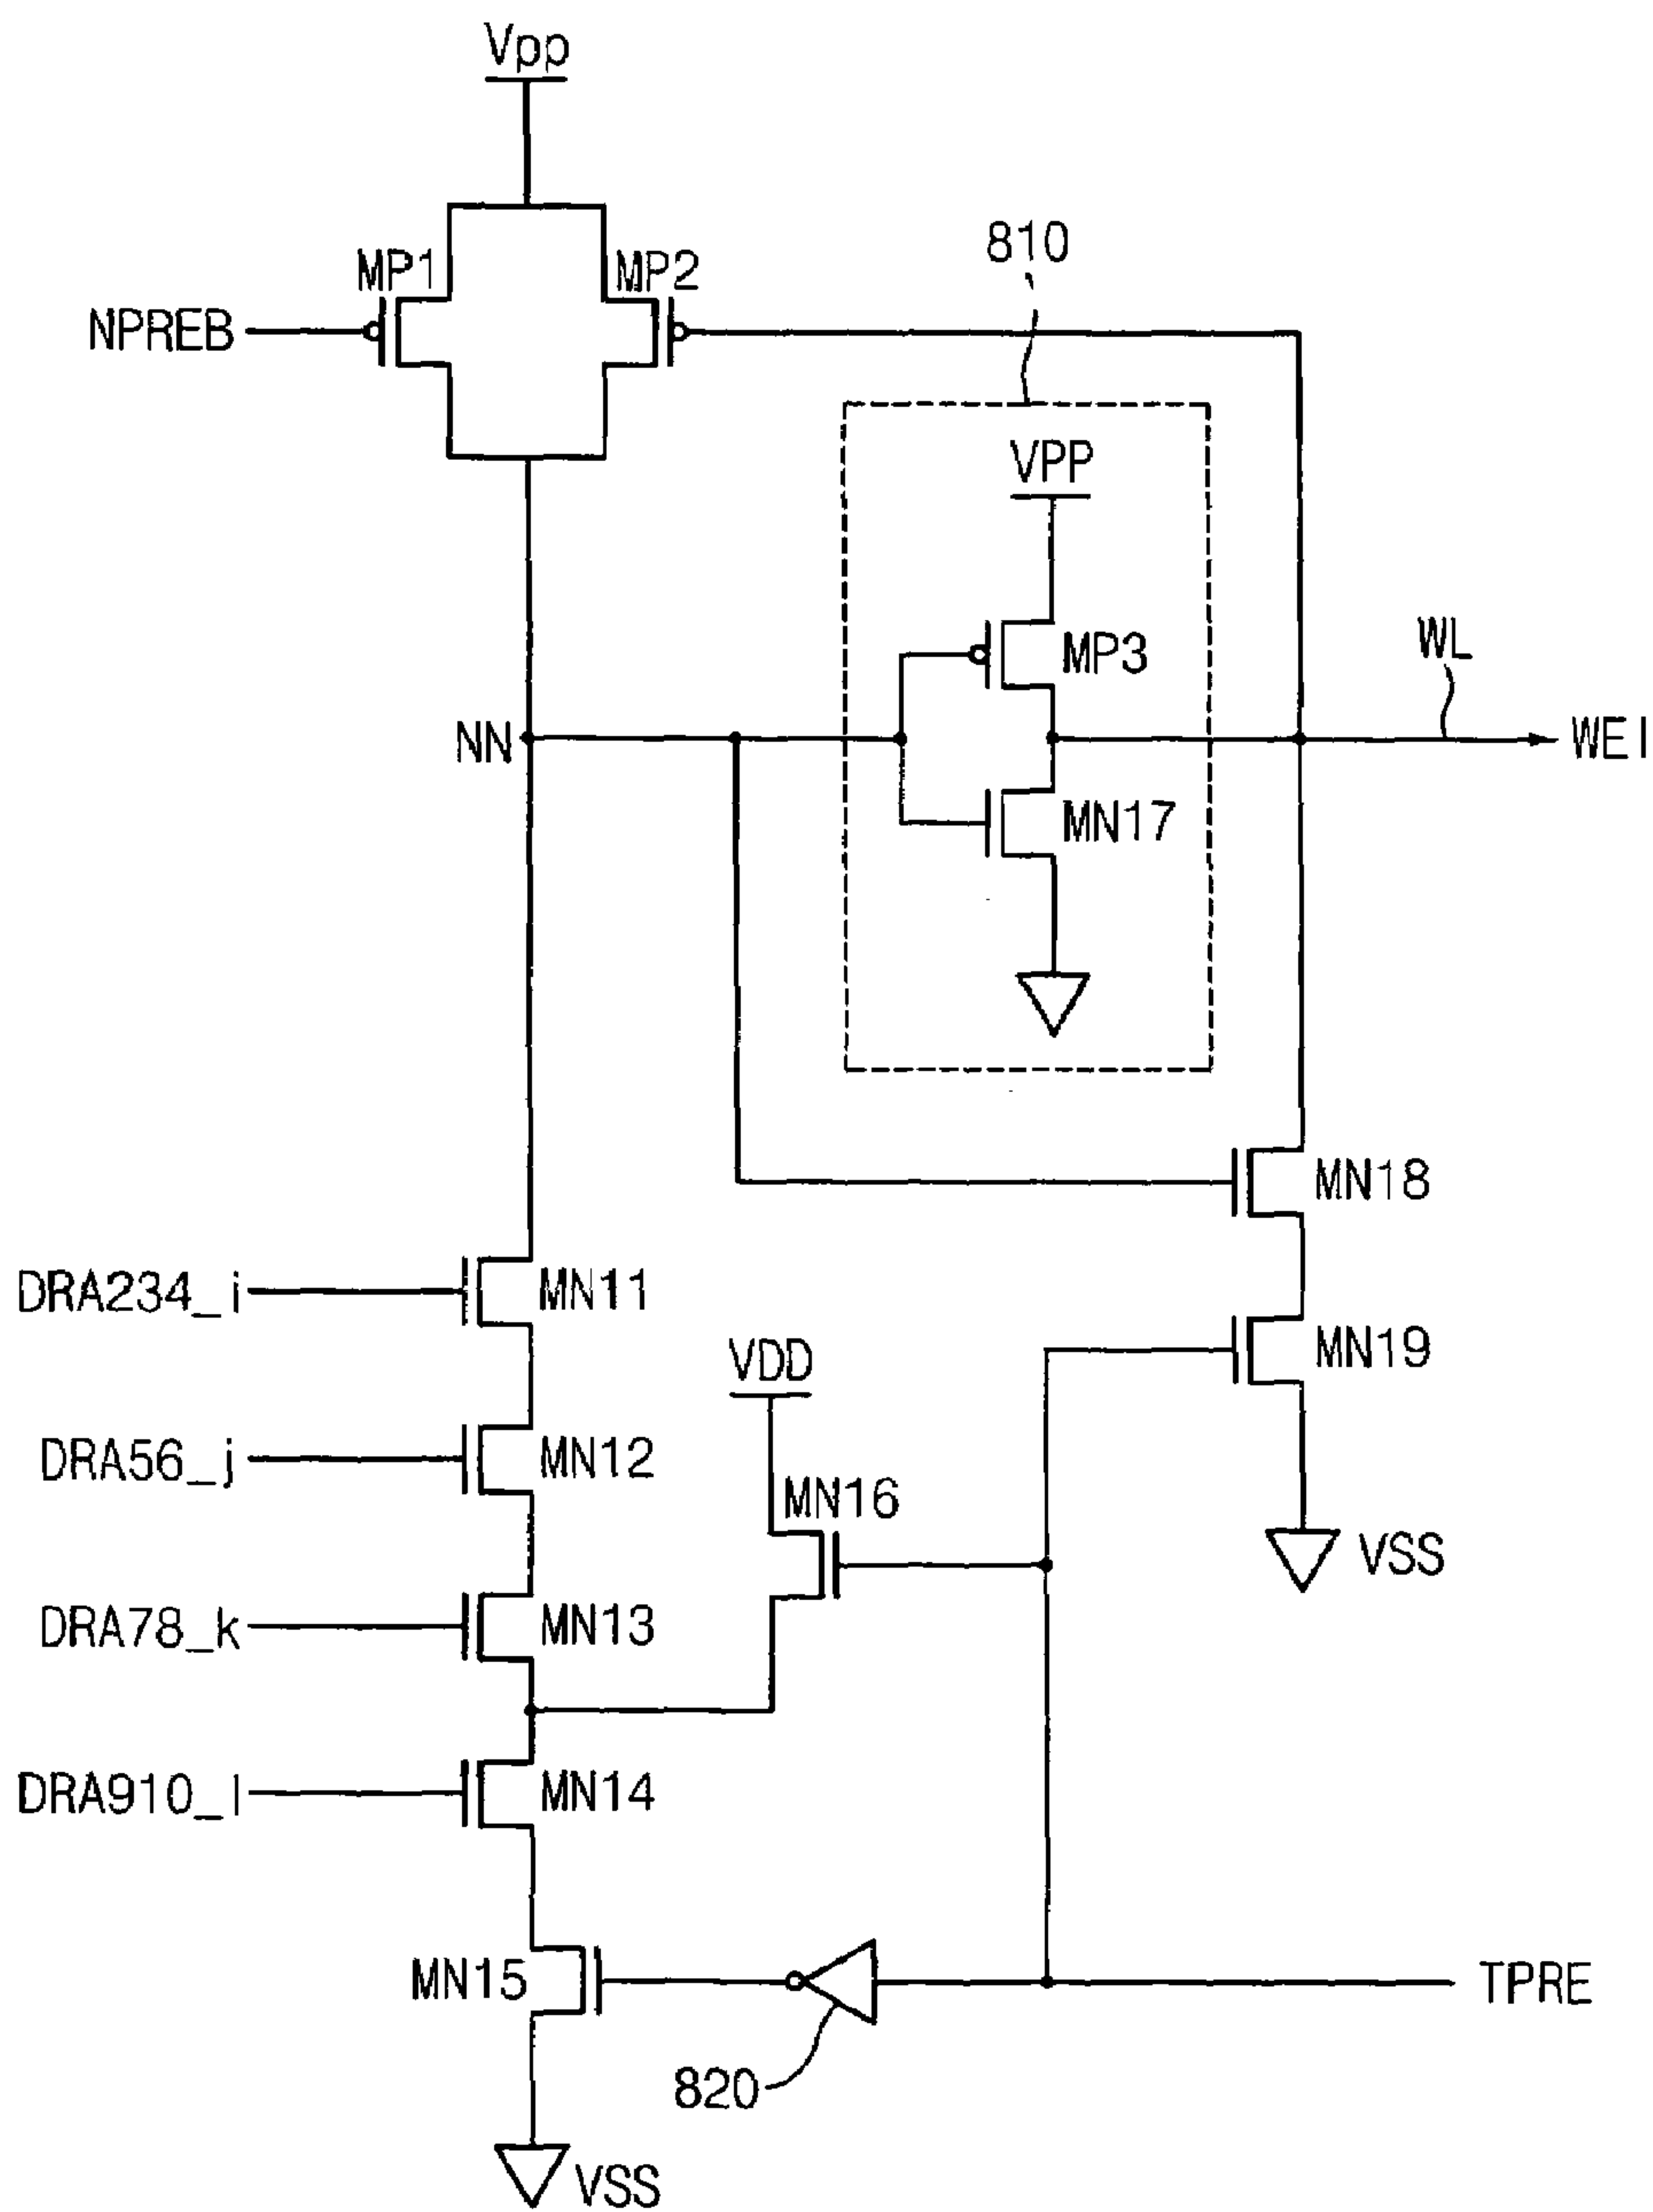 Vpp
810
MP1
MP2
NPREB
VPP
MP3
WL
NN
WEI
MN17
MN18
DRA234_i
MN11
MN19
VDD
DRA56_j
MN12
MN16
VSS
DRA78_k
MN13
DRA910_l
MN14
MN15
TPRE
820
VSS